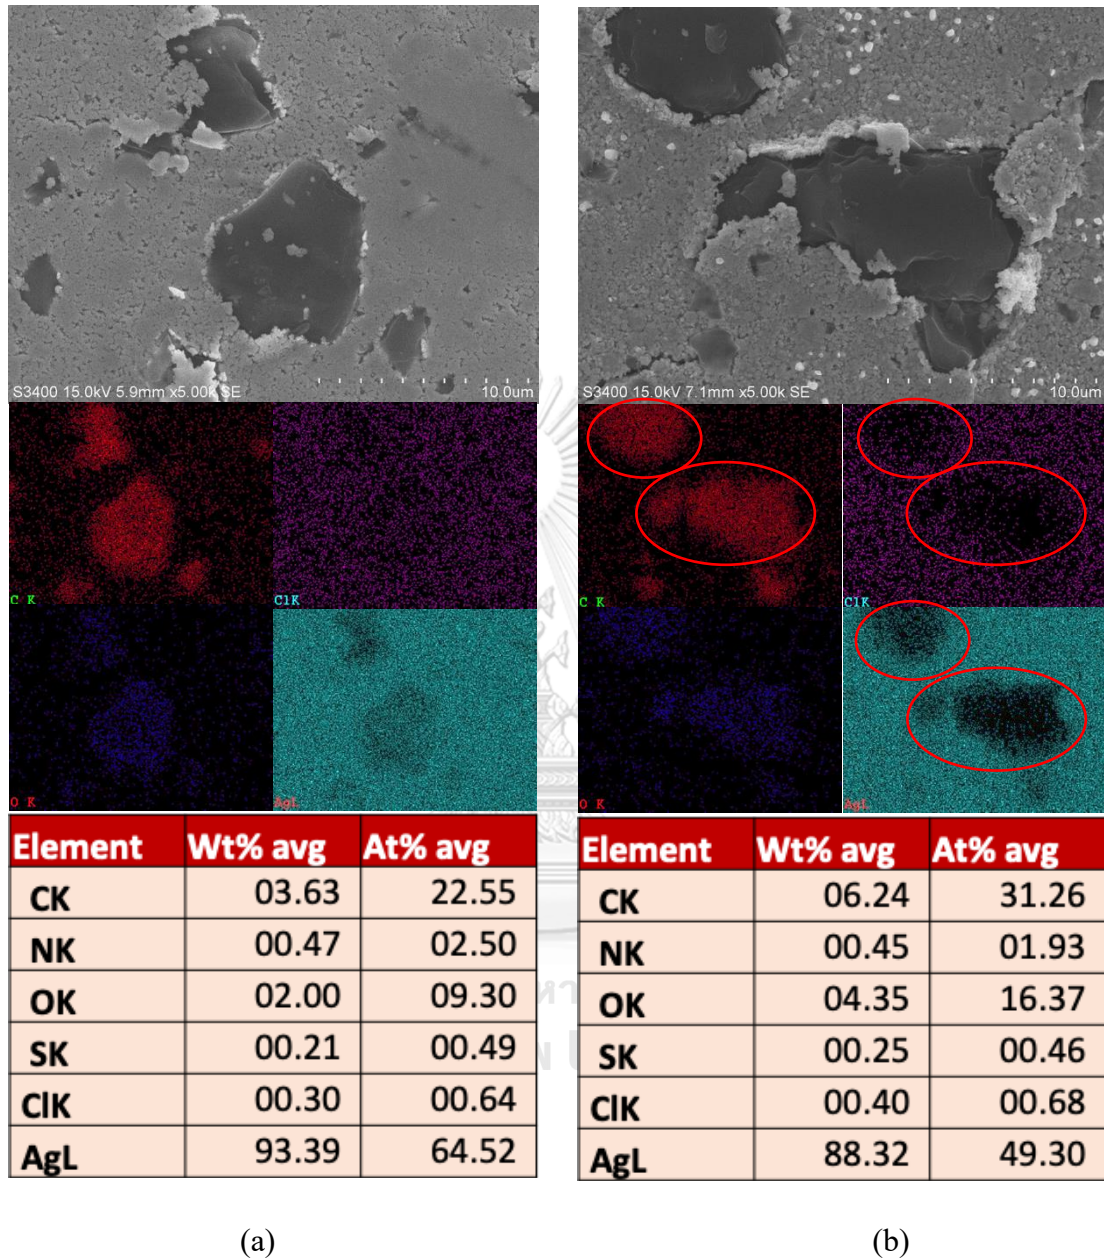 S3400 15.0kV 5.9mm x5.00k SE 10.0um
C K
ClK
O K
AgL
Element Wt% avg At% avg
CK 03.63 22.55
NK 00.47 02.50
OK 02.00 09.30
SK 00.21 00.49
ClK 00.30 00.64
AgL 93.39 64.52
(a)
S3400 15.0kV 7.1mm x5.00k SE 10.0um
C K
ClK
O K
AgL
Element Wt% avg At% avg
CK 06.24 31.26
NK 00.45 01.93
OK 04.35 16.37
SK 00.25 00.46
ClK 00.40 00.68
AgL 88.32 49.30
(b)